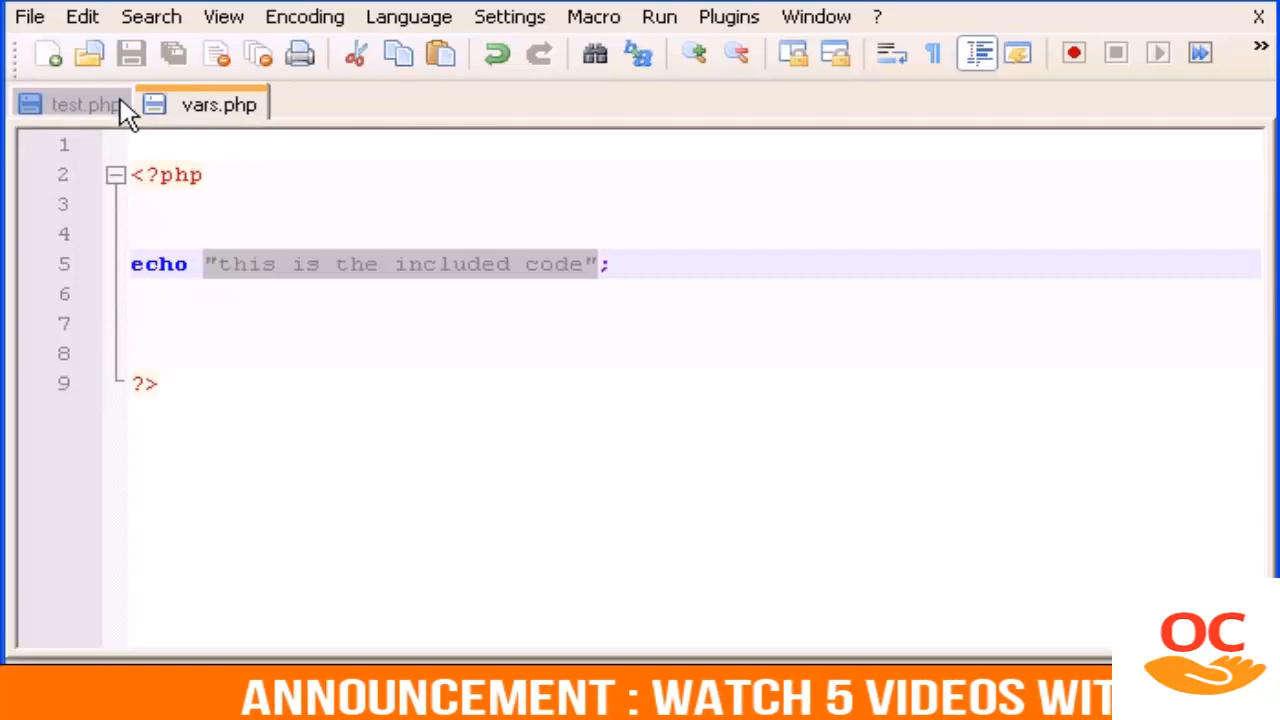 File Edit Search View Encoding Language Settings Macro Run Plugins Window ? X
»
test.php vars.php
1
2 <?php
3
4
5 echo "this is the included code";
6
7
8
9 ?>
OC
ANNOUNCEMENT : WATCH 5 VIDEOS WIT